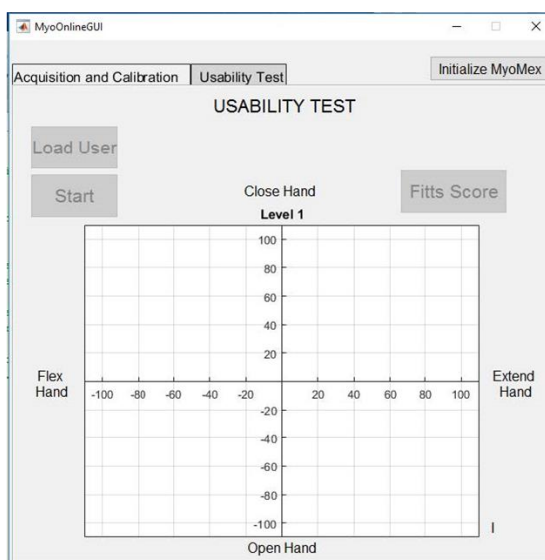 MyoOnlineGUI
Initialize MyoMex
Acquisition and Calibration
Usability Test
USABILITY TEST
Load User
Start
Fitts Score
Close Hand
Level 1
100
80
60
40
20
-100 -80 -60 -40 -20 20 40 60 80 100
-20
-40
-60
-80
-100
Flex
Hand
Extend
Hand
Open Hand